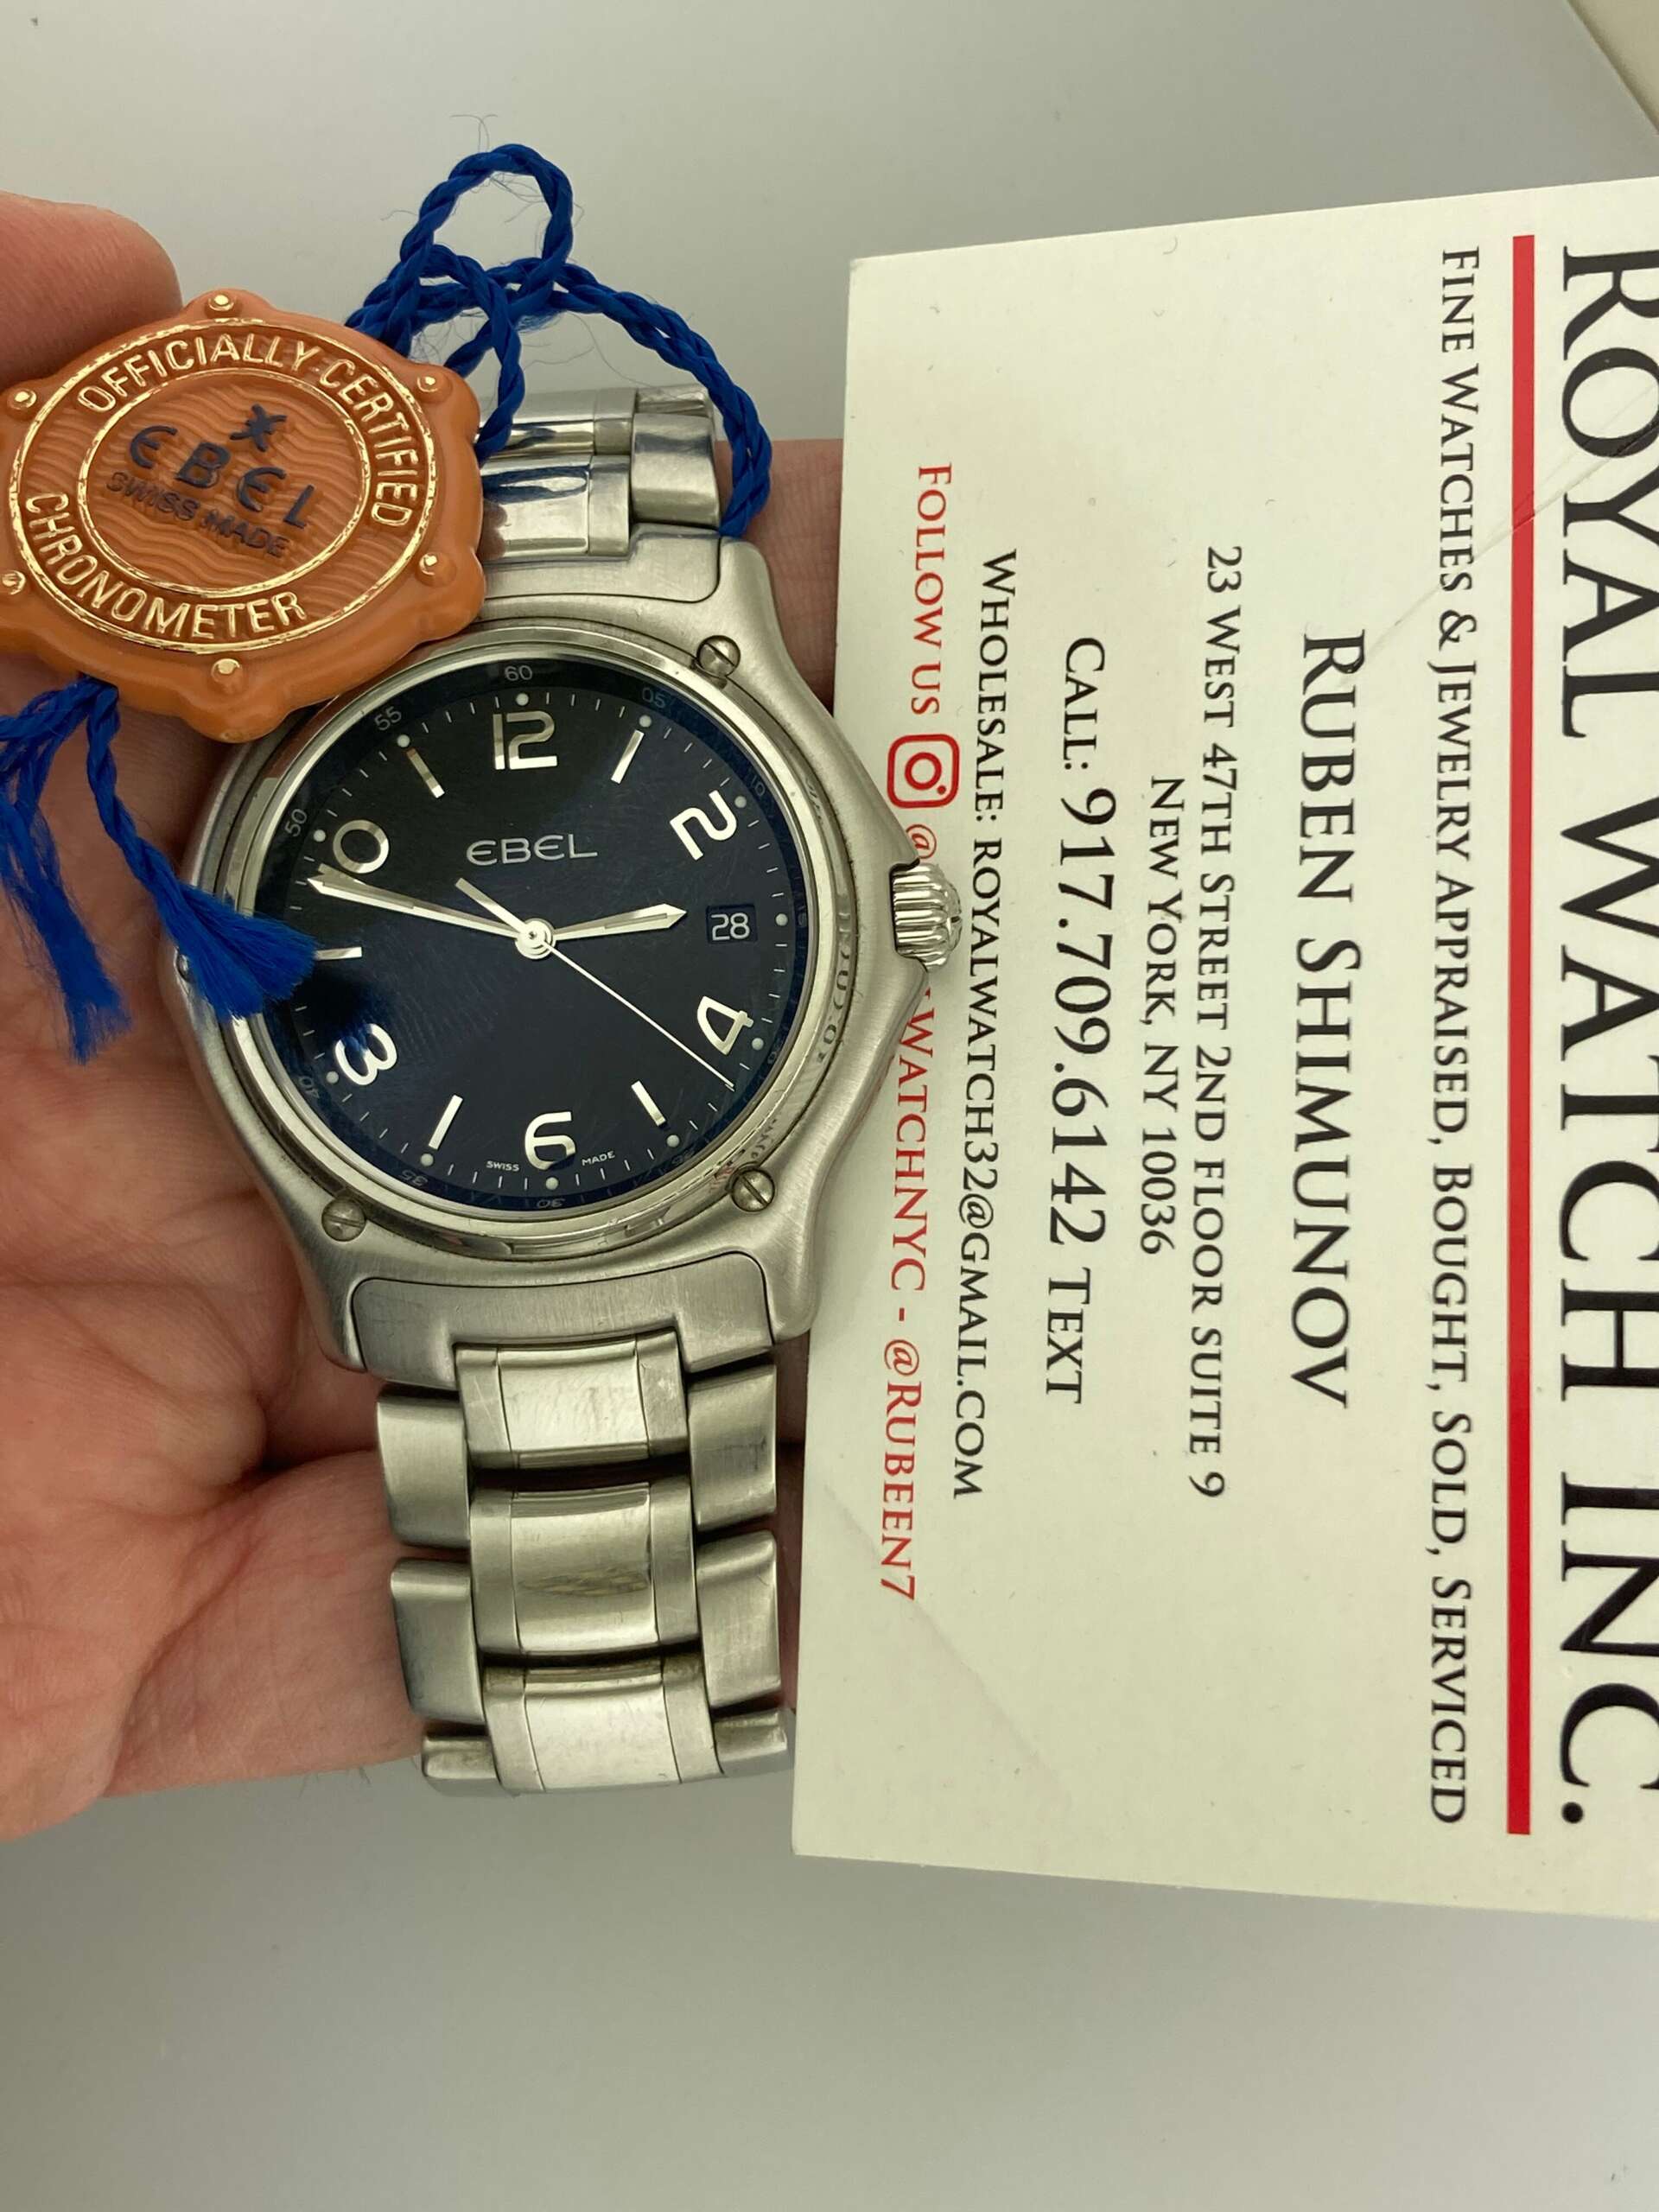 OFFICIALLY CERTIFIED
EBEL
SWISS MADE
CHRONOMETER
60
05
10
55
50
40
35
30
12
2
4
6
8
10
EBEL
28
SWISS MADE
ROYAL WATCH INC.
FINE WATCHES & JEWELRY APPRAISED, BOUGHT, SOLD, SERVICED
RUBEN SHIMUNOV
23 WEST 47TH STREET 2ND FLOOR SUITE 9
NEW YORK, NY 10036
CALL: 917.709.6142 TEXT
WHOLESALE: ROYALWATCH32@GMAIL.COM
FOLLOW US @ WATCHNYC - @RUBEEN7